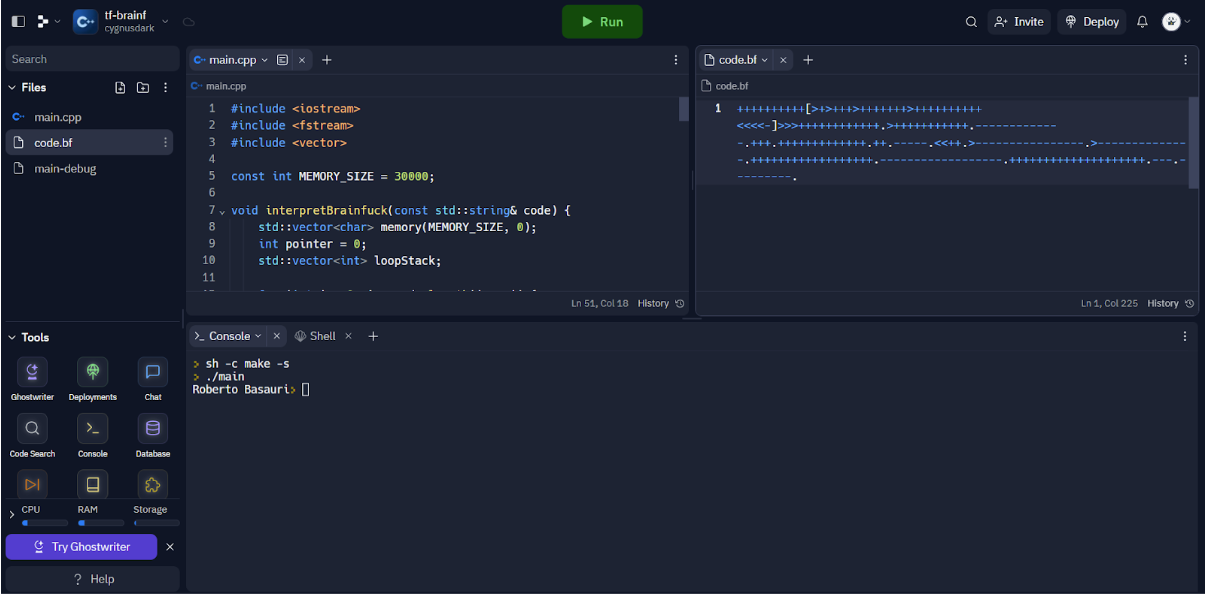 tf-brainf
cygnusdark
Run
Invite
Deploy
Search
Files
main.cpp
code.bf
main-debug
main.cpp
main.cpp
1 #include <iostream>
2 #include <fstream>
3 #include <vector>
4
5 const int MEMORY_SIZE = 30000;
6
7 void interpretBrainfuck(const std::string& code) {
8 std::vector<char> memory(MEMORY_SIZE, 0);
9 int pointer = 0;
10 std::vector<int> loopStack;
11
Ln 51, Col 18 History
code.bf
code.bf
1 ++++++++++[>+>+++>+++++++>++++++++++
<<<<-]>>>++++++++++++.>+++++++++++.------------
-.+++.+++++++++++++.++.-----.<<++.>----------------.>-------------
-.++++++++++++++++++.------------------.++++++++++++++++++++.---.-
--------.
Ln 1, Col 225 History
Tools
Ghostwriter
Deployments
Chat
Code Search
Console
Database
CPU
RAM
Storage
Try Ghostwriter
? Help
Console
Shell
> sh -c make -s
> ./main
Roberto Basauri>